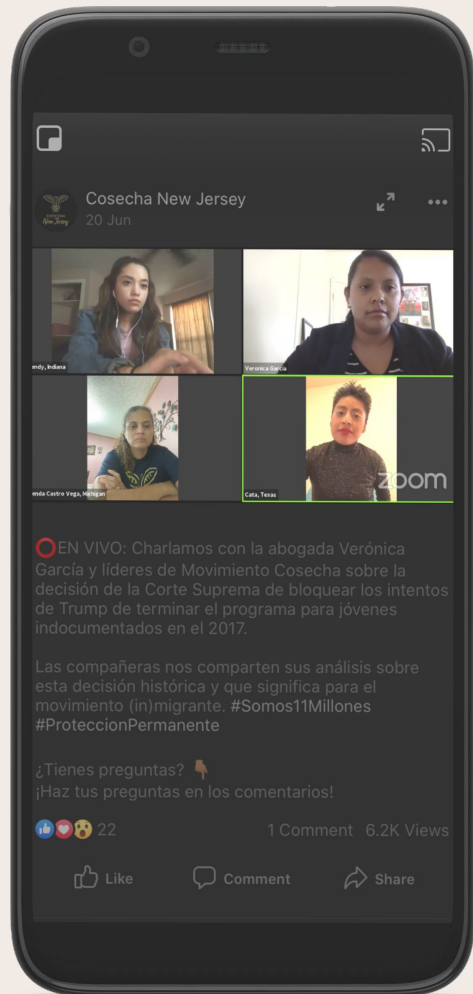 Cosecha New Jersey
20 Jun
ndy, Indiana
Veronica Garcia
enda Castro Vega, Michigan
Cata, Texas
zoom
EN VIVO: Charlamos con la abogada Verónica
García y líderes de Movimiento Cosecha sobre la
decisión de la Corte Suprema de bloquear los intentos
de Trump de terminar el programa para jóvenes
indocumentados en el 2017.
Las compañeras nos comparten sus análisis sobre
esta decisión histórica y que significa para el
movimiento (in)migrante. #Somos11Millones
#ProteccionPermanente
¿Tienes preguntas?
¡Haz tus preguntas en los comentarios!
22
1 Comment 6.2K Views
Like
Comment
Share